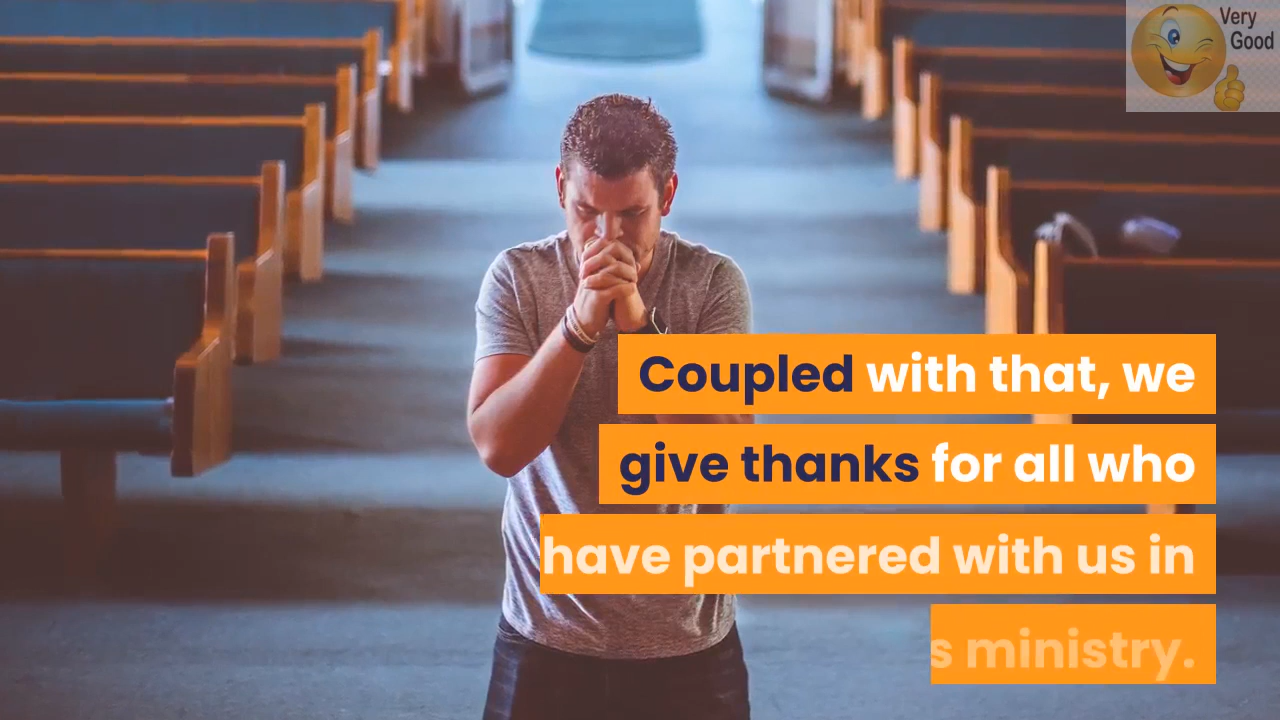 Very
Good
Coupled with that, we
give thanks for all who
have partnered with us in
s ministry.